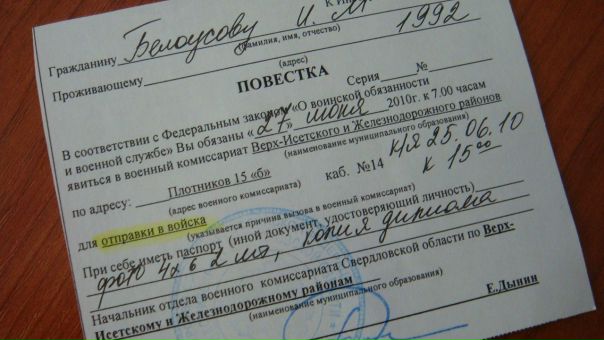 К И
Гражданину Белоусову И. М.
(фамилия, имя, отчество) 1992
Проживающему
(адрес)
ПОВЕСТКА
Серия №
В соответствии с Федеральным законом «О воинской обязанности
и военной службе» Вы обязаны «27» июня 2010г. к 7.00 часам
явиться в военный комиссариат Верх-Исетского и Железнодорожного районов
(наименование муниципального образования)
по адресу: Плотников 15 «б» каб. №14 к/я 25.06.10
(адрес военного комиссариата) к 15 00
для отправки в войска
(указывается причина вызова в военный комиссариат)
При себе иметь паспорт (иной документ, удостоверяющий личность)
фото 4х6 2 шт, копия диплома
Начальник отдела военного комиссариата Свердловской области по Верх-
Исетскому и Железнодорожному районам
(наименование муниципального образования)
Е.Дынин